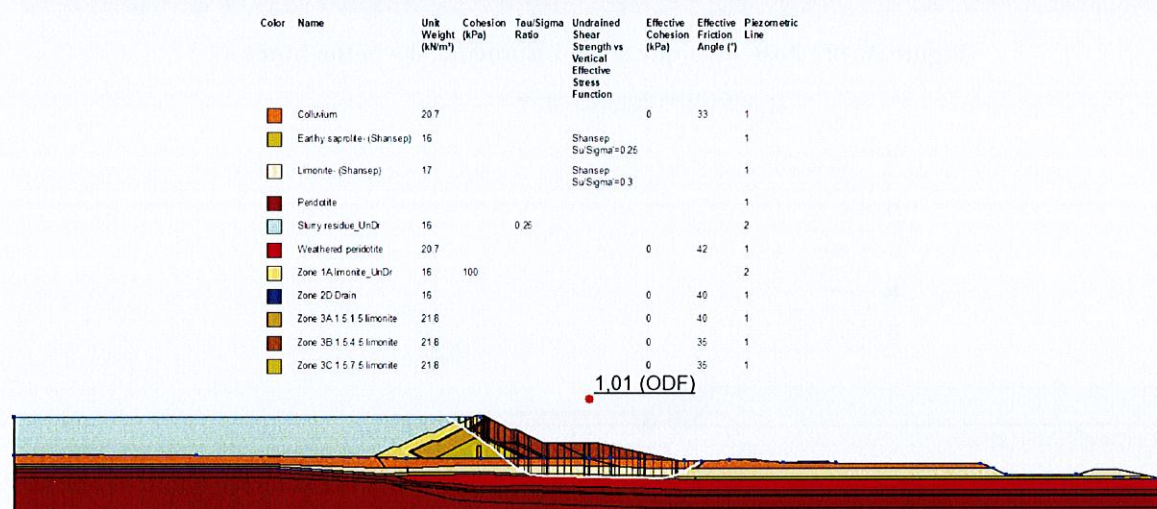 Color Name Unit Weight (kN/m³) Cohesion (kPa) Tau/Sigma Ratio Undrained Shear Strength vs Vertical Effective Stress Function Effective Cohesion (kPa) Effective Friction Angle (°) Piezometric Line
Colluvium 20.7 0 33 1
Earthy saprolite- (Shansep) 16 Shansep Su'Sigma'=0.25 1
Limonite- (Shansep) 17 Shansep Su'Sigma'=0.3 1
Peridotite 1
Slurry residue_UnDr 16 0.25 2
Weathered peridotite 20.7 0 42 1
Zone 1A limonite_UnDr 16 100 2
Zone 2D Drain 16 0 40 1
Zone 3A 1.5 1.5 limonite 21.8 0 40 1
Zone 3B 1.5 4.5 limonite 21.8 0 35 1
Zone 3C 1.5 7.5 limonite 21.8 0 35 1
1,01 (ODF)